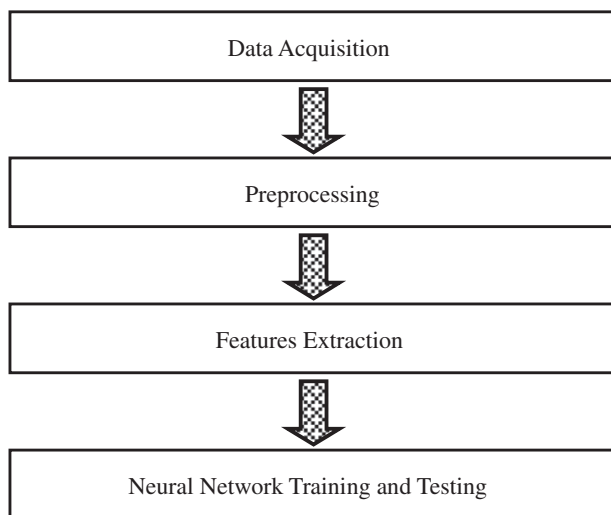 Data Acquisition
Preprocessing
Features Extraction
Neural Network Training and Testing